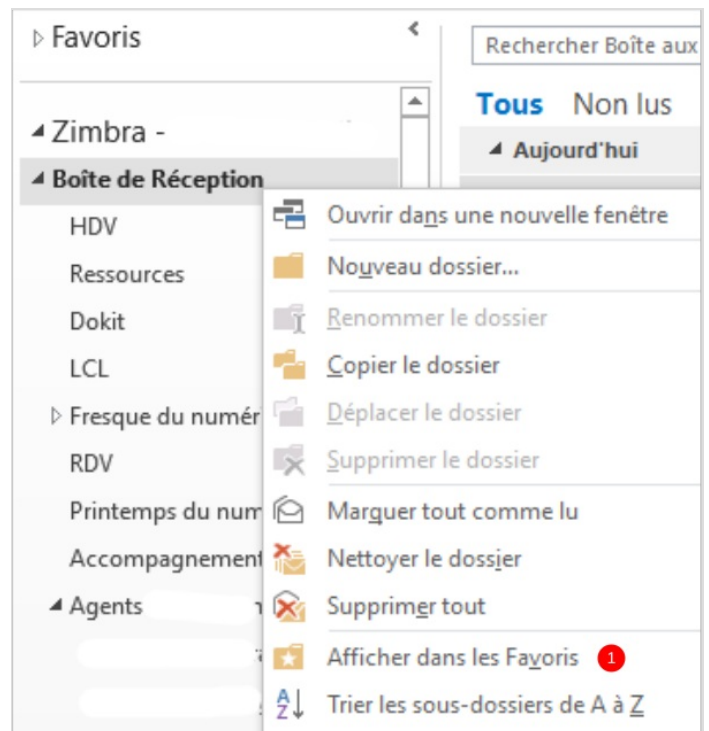 Favoris
Rechercher Boîte aux
Tous Non lus
Zimbra -
Aujourd'hui
Boîte de Réception
HDV
Ressources
Dokit
LCL
Fresque du numér
RDV
Printemps du num
Accompagnement
Agents
Ouvrir dans une nouvelle fenêtre
Nouveau dossier...
Renommer le dossier
Copier le dossier
Déplacer le dossier
Supprimer le dossier
Marquer tout comme lu
Nettoyer le dossier
Supprimer tout
Afficher dans les Favoris 1
Trier les sous-dossiers de A à Z